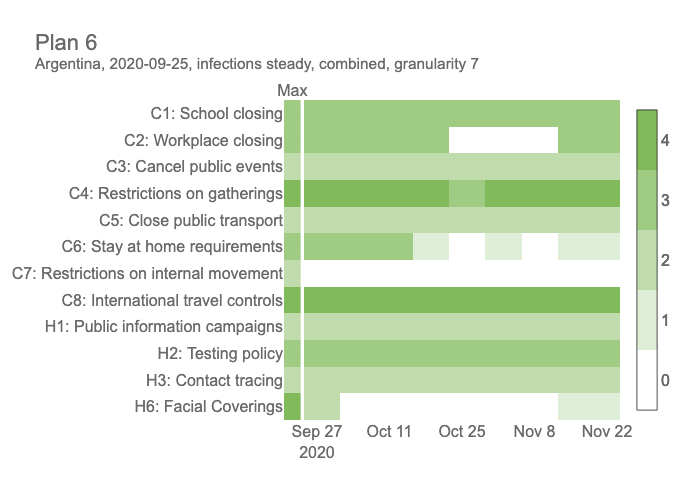 Plan 6
Argentina, 2020-09-25, infections steady, combined, granularity 7
Max
C1: School closing
C2: Workplace closing
C3: Cancel public events
C4: Restrictions on gatherings
C5: Close public transport
C6: Stay at home requirements
C7: Restrictions on internal movement
C8: International travel controls
H1: Public information campaigns
H2: Testing policy
H3: Contact tracing
H6: Facial Coverings
Sep 27 Oct 11 Oct 25 Nov 8 Nov 22
2020
4
3
2
1
0